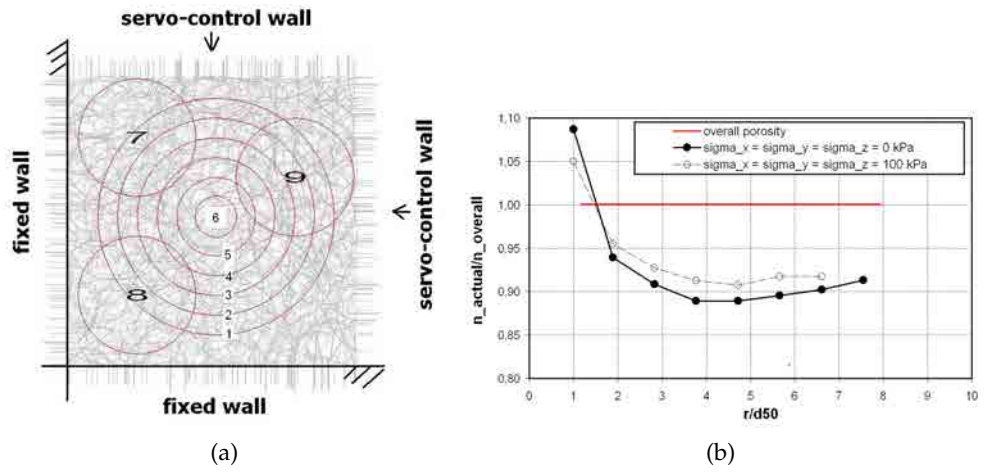 servo-control wall
fixed wall
7
9
6
8
5
4
3
2
1
servo-control wall
fixed wall
(a)
n_actual/n_overall
1,10
1,05
1,00
0,95
0,90
0,85
0,80
overall porosity
sigma_x = sigma_y = sigma_z = 0 kPa
sigma_x = sigma_y = sigma_z = 100 kPa
0 1 2 3 4 5 6 7 8 9 10
r/d50
(b)